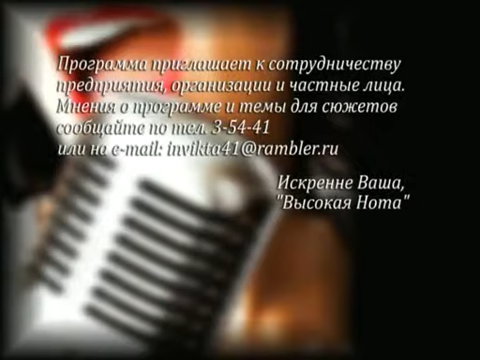 Программа приглашает к сотрудничеству
предприятия, организации и частные лица.
Мнения о программе и темы для сюжетов
сообщайте по тел. 3-54-41
или на e-mail: invikta41@rambler.ru
Искренне Ваша,
"Высокая Нота"